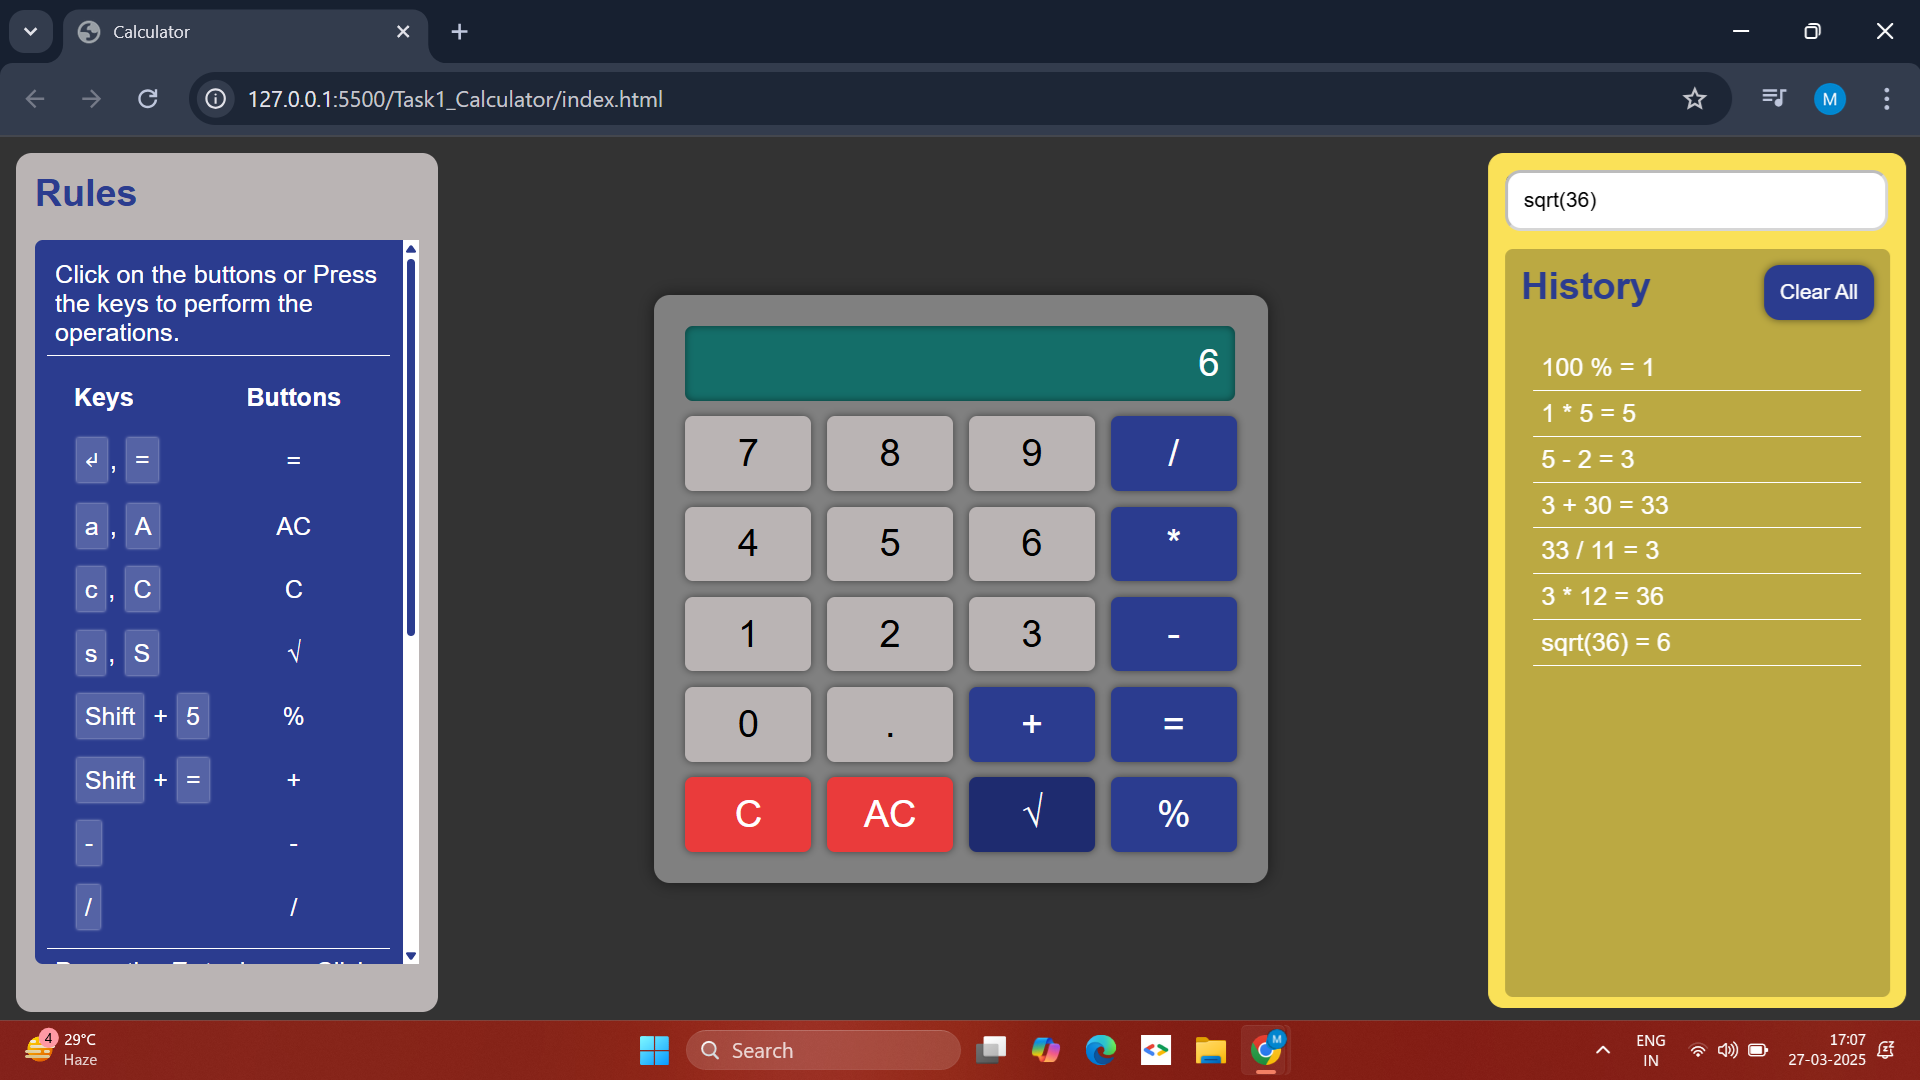 Calculator
127.0.0.1:5500/Task1_Calculator/index.html
M
Rules
Click on the buttons or Press
the keys to perform the
operations.
Keys Buttons
↲ , = =
a , A AC
c , C C
s , S √
Shift + 5 %
Shift + = +
- -
/ /
6
7 8 9 /
4 5 6 *
1 2 3 -
0 . + =
C AC √ %
sqrt(36)
History
Clear All
100 % = 1
1 * 5 = 5
5 - 2 = 3
3 + 30 = 33
33 / 11 = 3
3 * 12 = 36
sqrt(36) = 6
4
29°C
Haze
Search
M
ENG
IN
17:07
27-03-2025